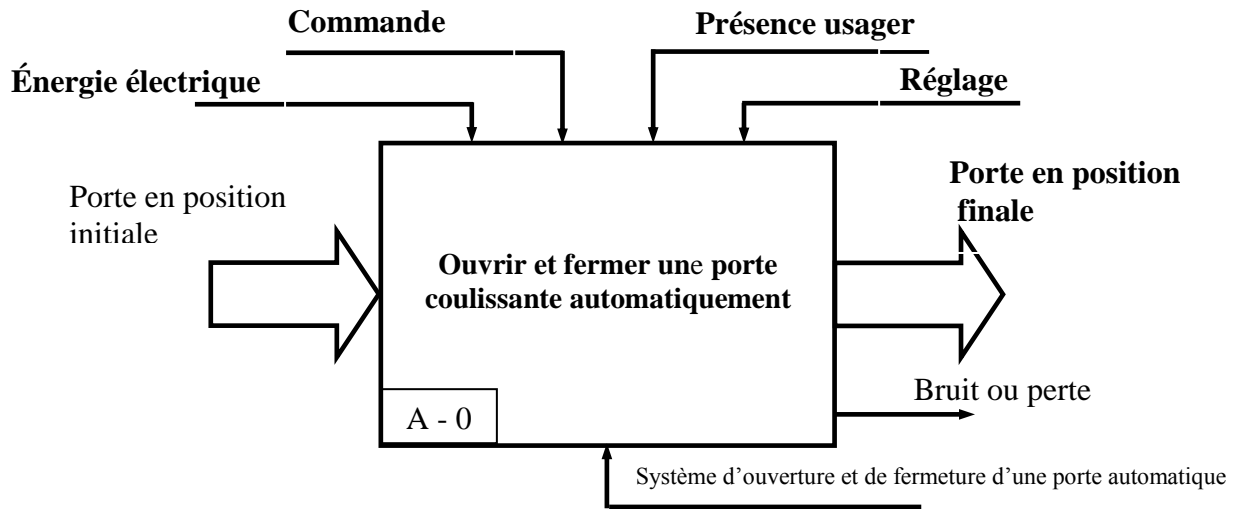 Commande
Présence usager
Énergie électrique
Réglage
Porte en position
initiale
Porte en position
finale
Ouvrir et fermer une porte
coulissante automatiquement
A - 0
Bruit ou perte
Système d’ouverture et de fermeture d’une porte automatique